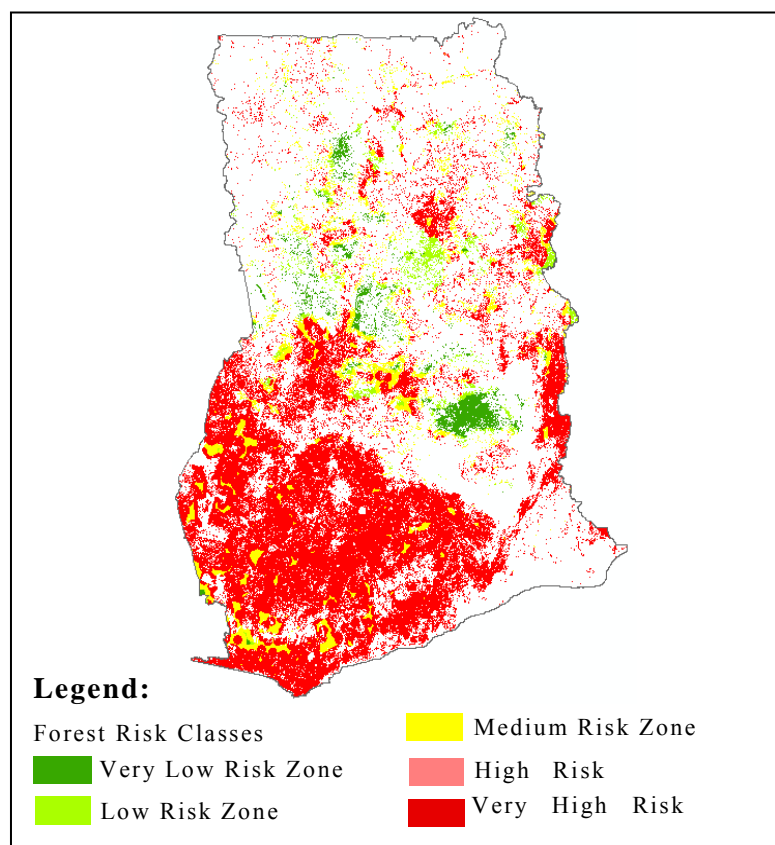 Legend:
Forest Risk Classes
Very Low Risk Zone
Low Risk Zone
Medium Risk Zone
High Risk
Very High Risk